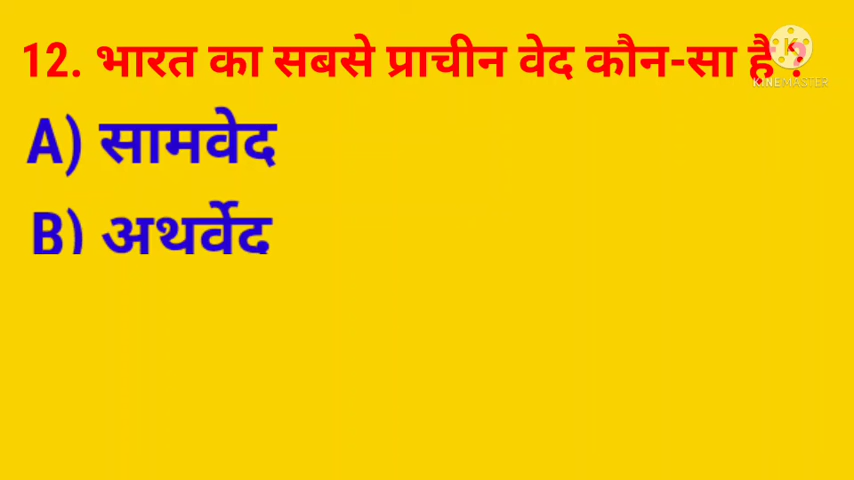 12. भारत का सबसे प्राचीन वेद कौन-सा है ?
KINEMASTER
A) सामवेद
B) अथर्वेद